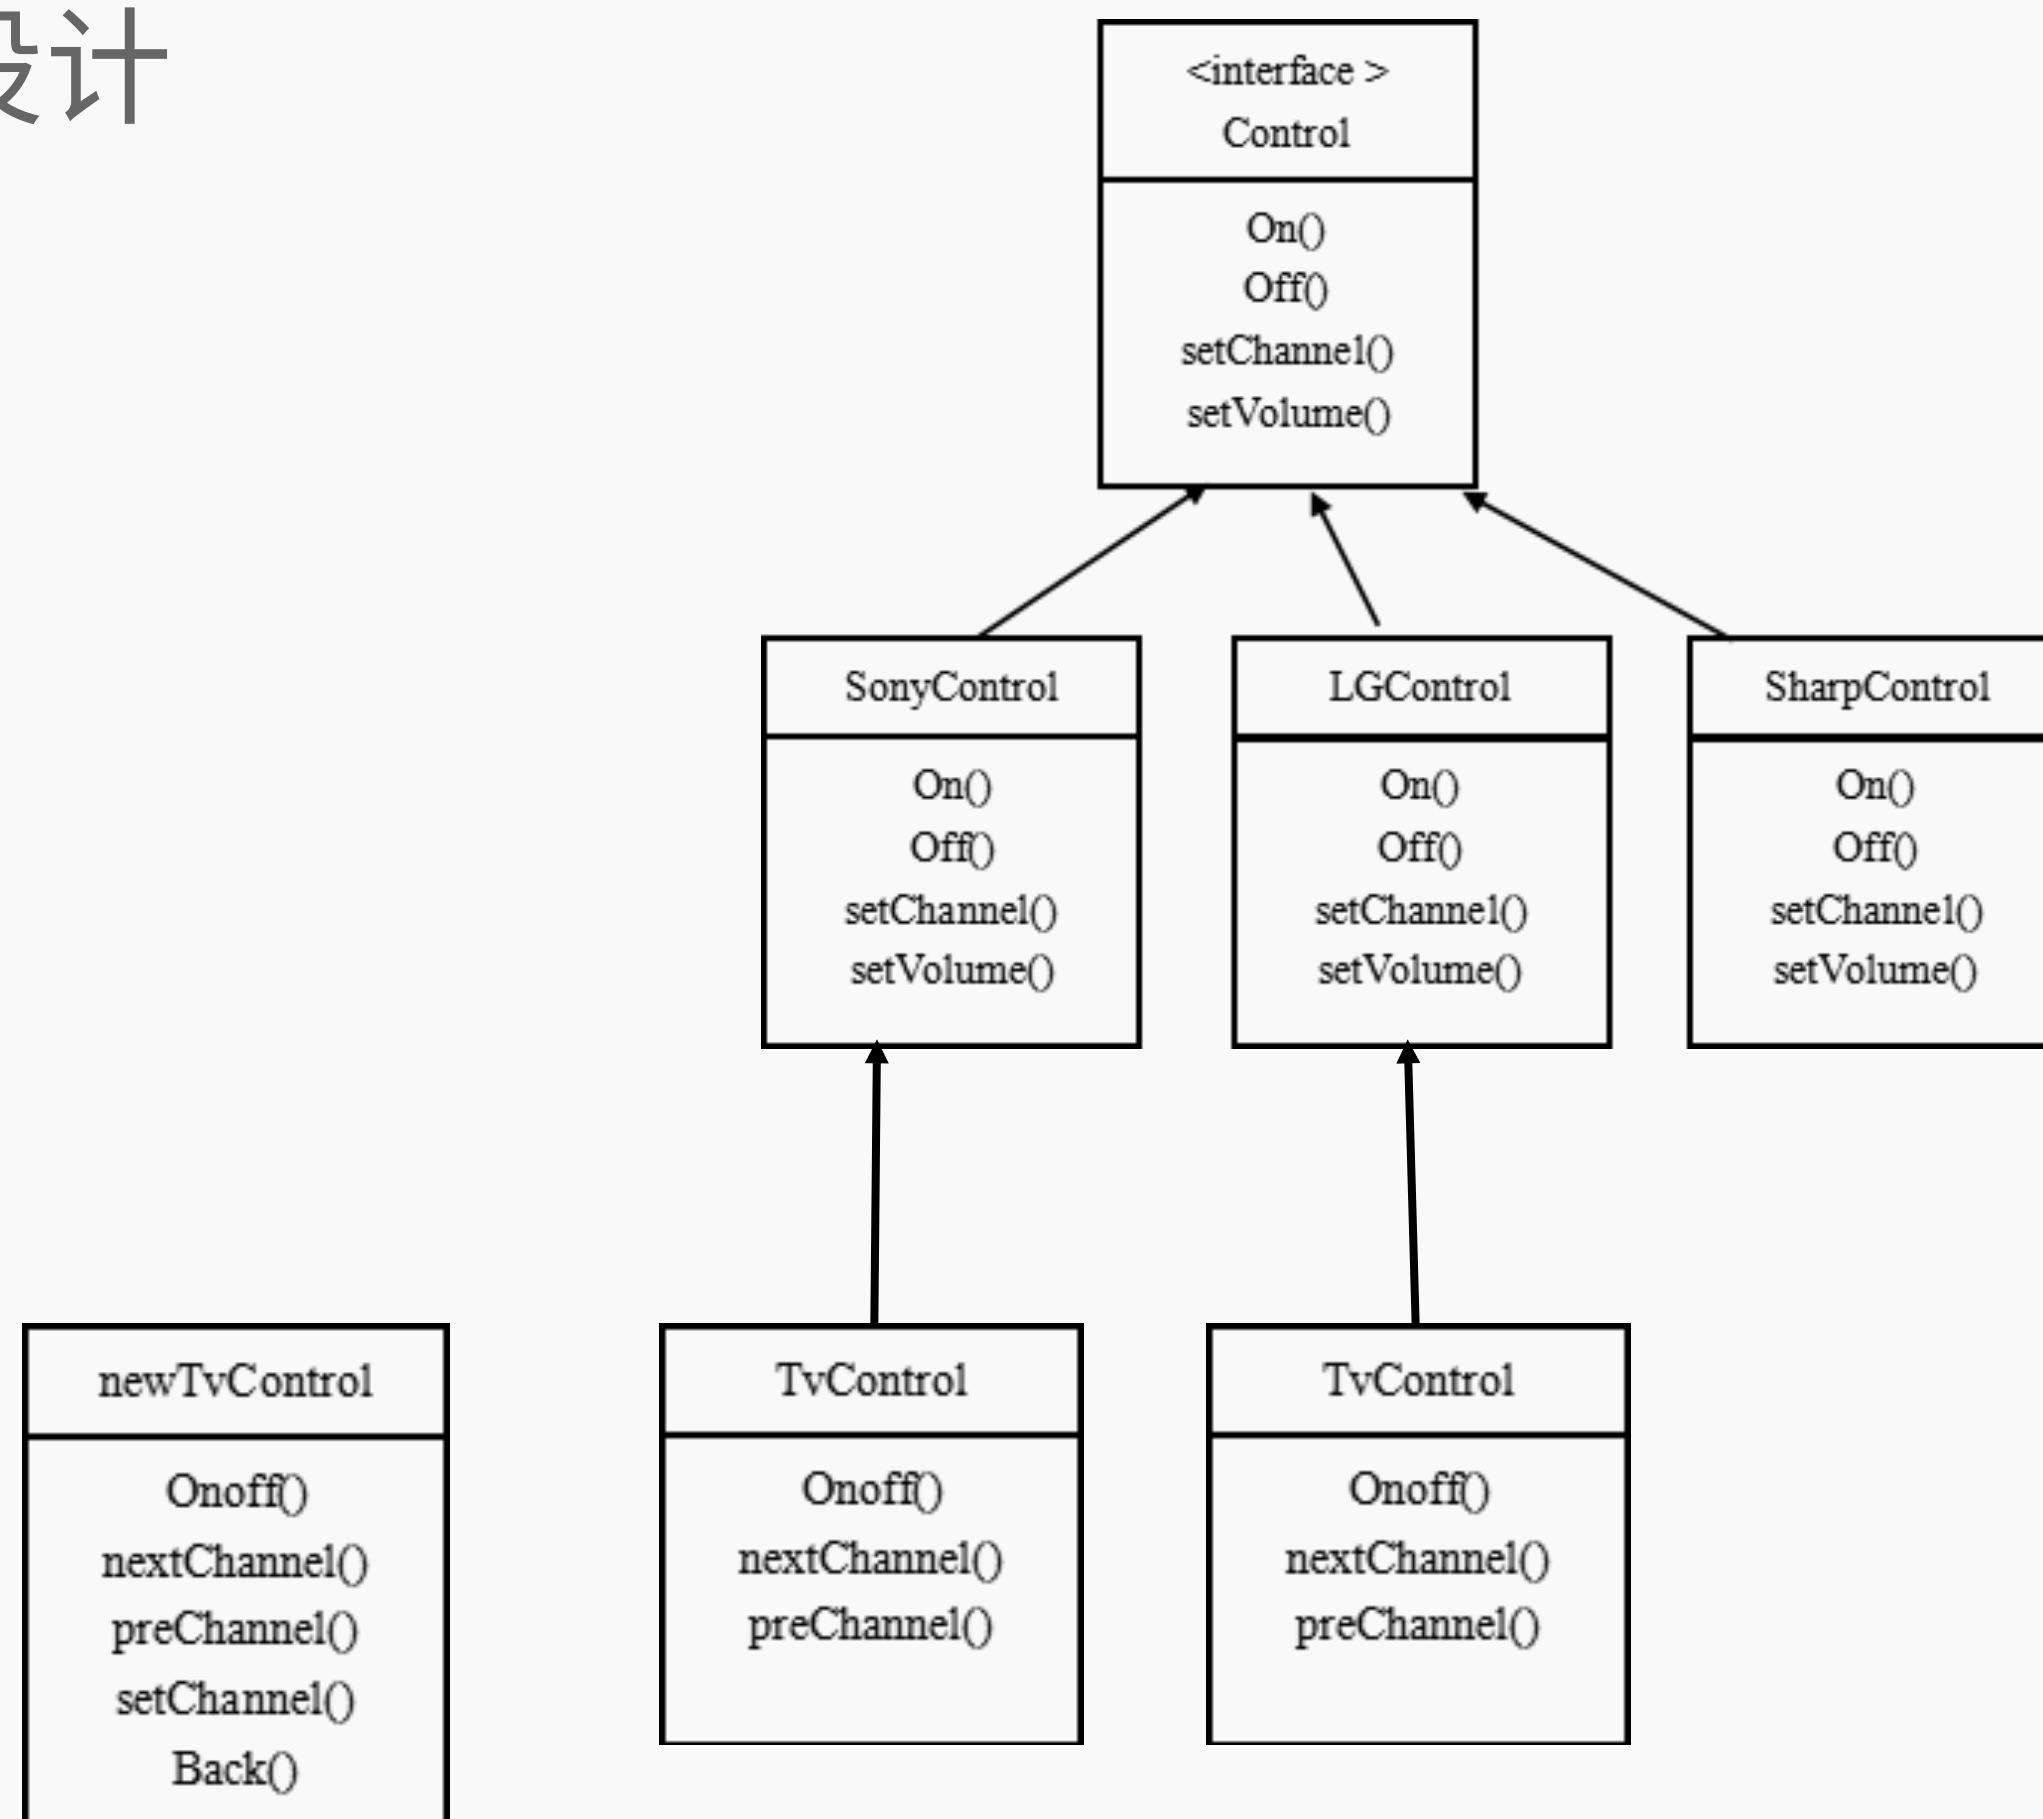 设计
<interface >
Control
On()
Off()
setChannel()
setVolume()
SonyControl
On()
Off()
setChannel()
setVolume()
LGControl
On()
Off()
setChannel()
setVolume()
SharpControl
On()
Off()
setChannel()
setVolume()
newTvControl
Onoff()
nextChannel()
preChannel()
setChannel()
Back()
TvControl
Onoff()
nextChannel()
preChannel()
TvControl
Onoff()
nextChannel()
preChannel()